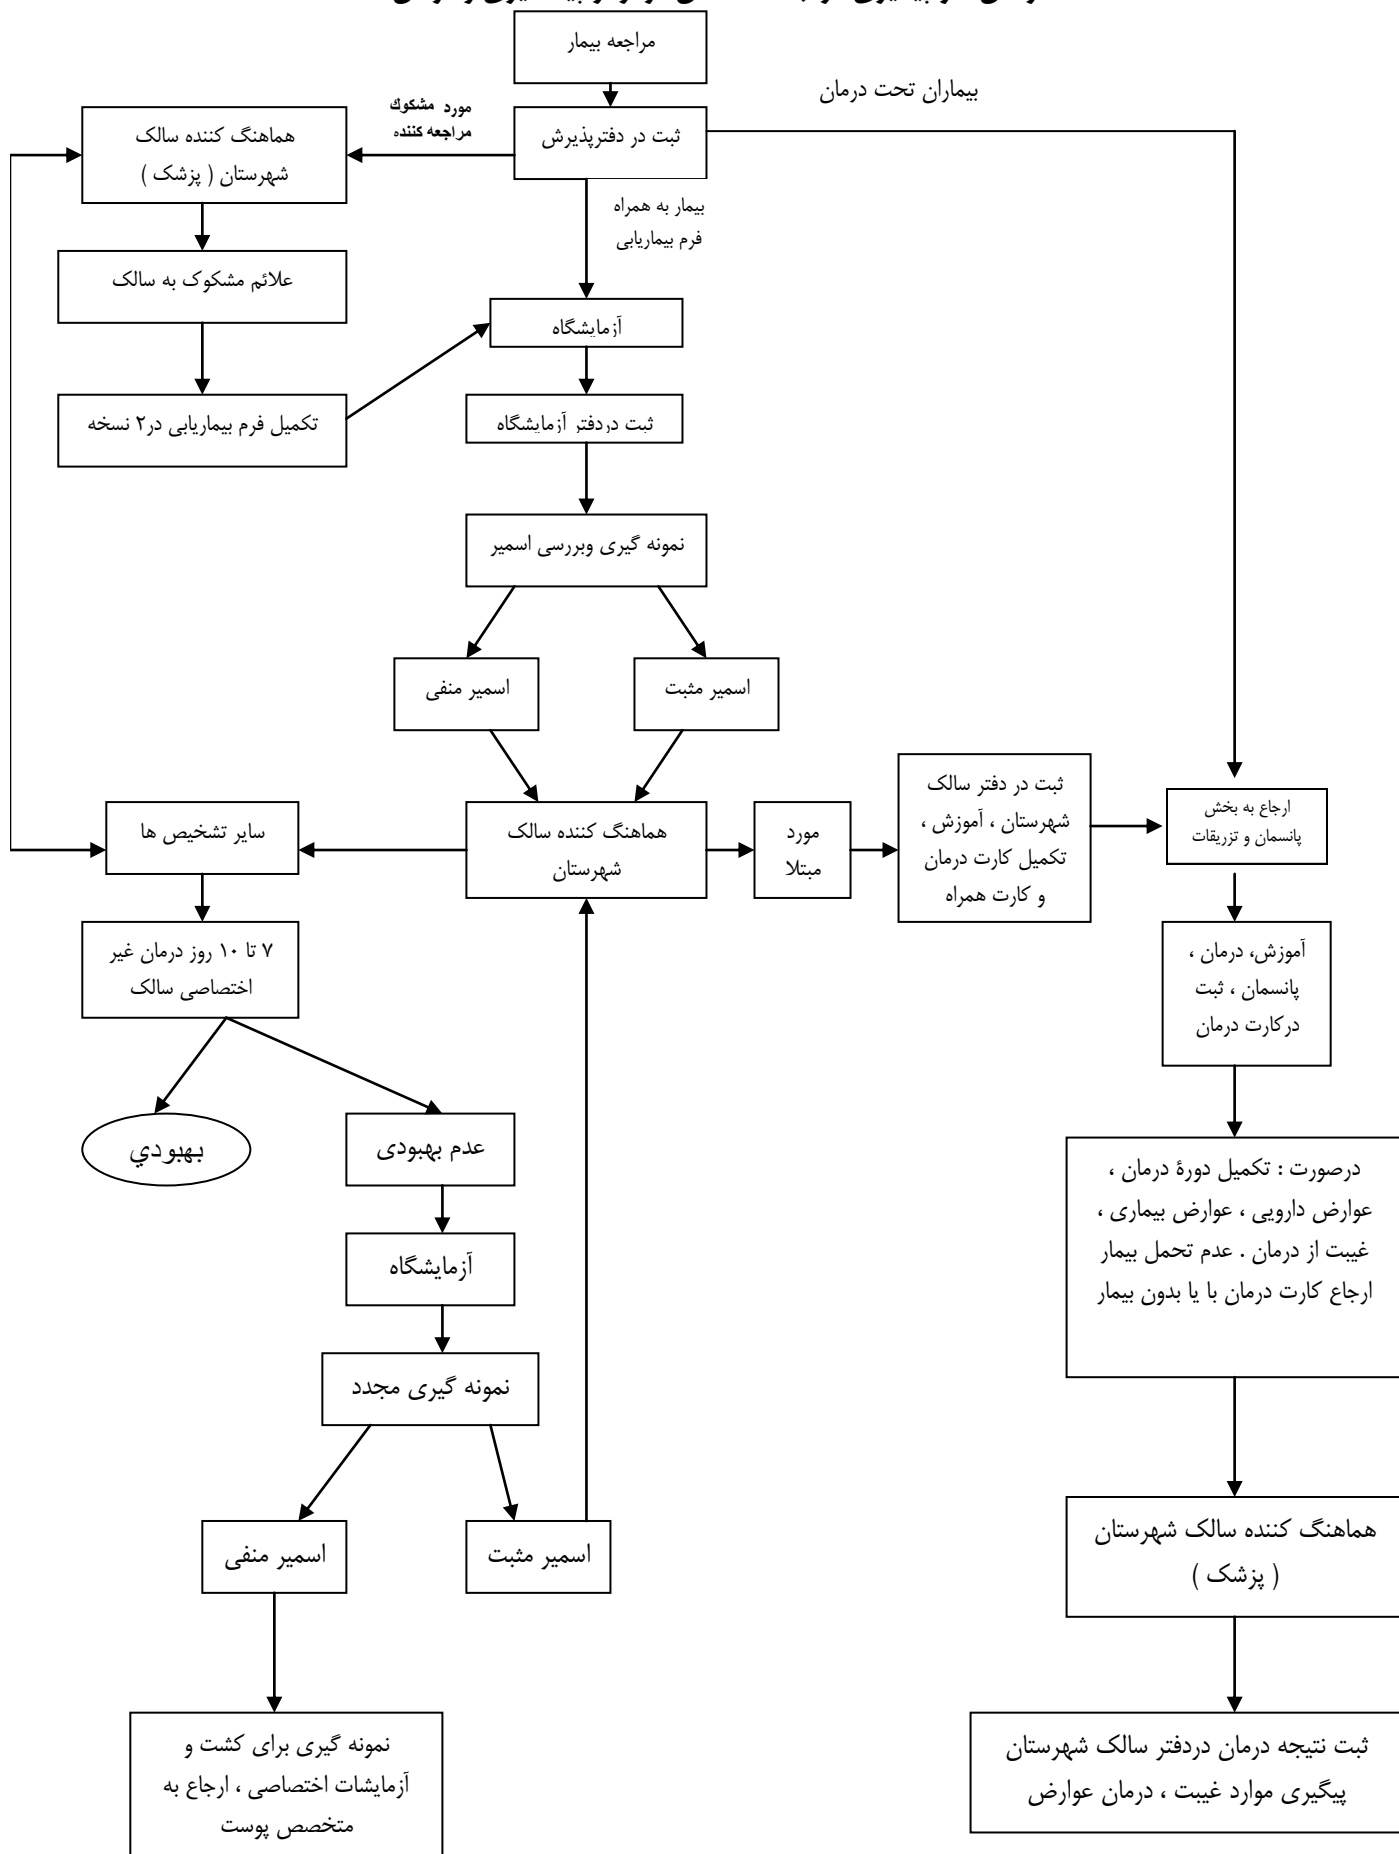 مراجعه بیمار
بیماران تحت درمان
ثبت در دفترپذیرش
مورد مشکوك
مراجعه کننده
هماهنگ کننده سالک
شهرستان ( پزشک )
بیمار به همراه
فرم بیماریابی
علائم مشکوک به سالک
آزمایشگاه
تکمیل فرم بیماریابی در۲ نسخه
ثبت دردفتر آزمایشگاه
نمونه گیری وبررسی اسمیر
اسمیر مثبت
اسمیر منفی
ثبت در دفتر سالک
شهرستان ، آموزش ،
تکمیل کارت درمان
و کارت همراه
ارجاع به بخش
پانسمان و تزریقات
مورد
مبتلا
هماهنگ کننده سالک
شهرستان
سایر تشخیص ها
۷ تا ۱۰ روز درمان غیر
اختصاصی سالک
آموزش، درمان ،
پانسمان ، ثبت
درکارت درمان
عدم بهبودی
بهبودي
درصورت : تکمیل دورۀ درمان ،
عوارض دارویی ، عوارض بیماری ،
غیبت از درمان . عدم تحمل بیمار
ارجاع کارت درمان با یا بدون بیمار
آزمایشگاه
نمونه گیری مجدد
اسمیر مثبت
اسمیر منفی
هماهنگ کننده سالک شهرستان
( پزشک )
ثبت نتیجه درمان دردفتر سالک شهرستان
پیگیری موارد غیبت ، درمان عوارض
نمونه گیری برای کشت و
آزمایشات اختصاصی ، ارجاع به
متخصص پوست